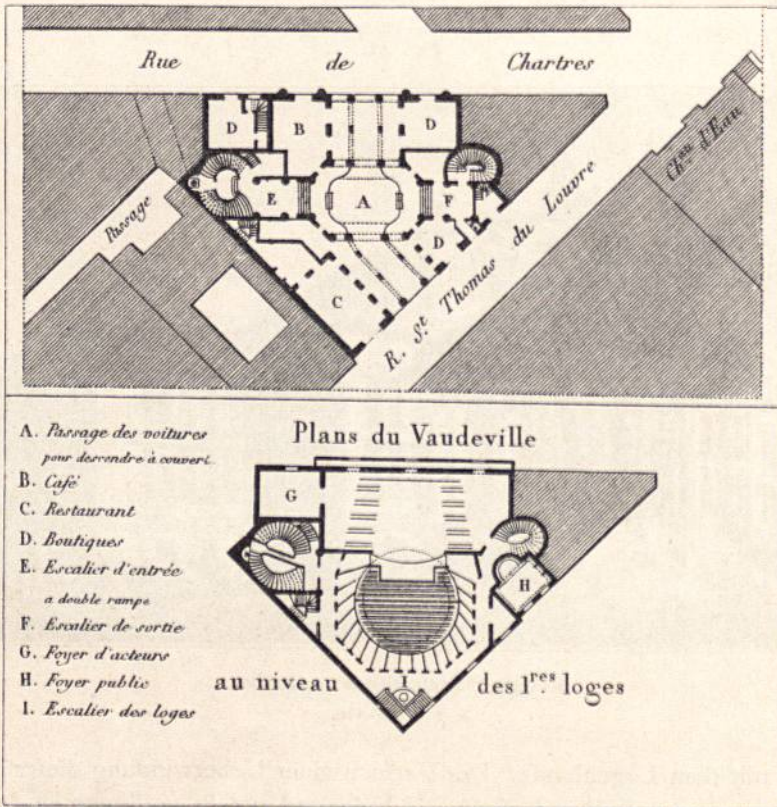 Rue de Chartres
D
B
D
E
A
F
D
C
Passage
R. St. Thomas du Louvre
Chau d'Eau
Plans du Vaudeville
A. Passage des voitures
pour descendre à couvert.
B. Café
C. Restaurant
D. Boutiques
E. Escalier d'entrée
a double rampe
F. Escalier de sortie
G. Foyer d'acteurs
H. Foyer public
I. Escalier des loges
G
H
I
au niveau des 1res. loges